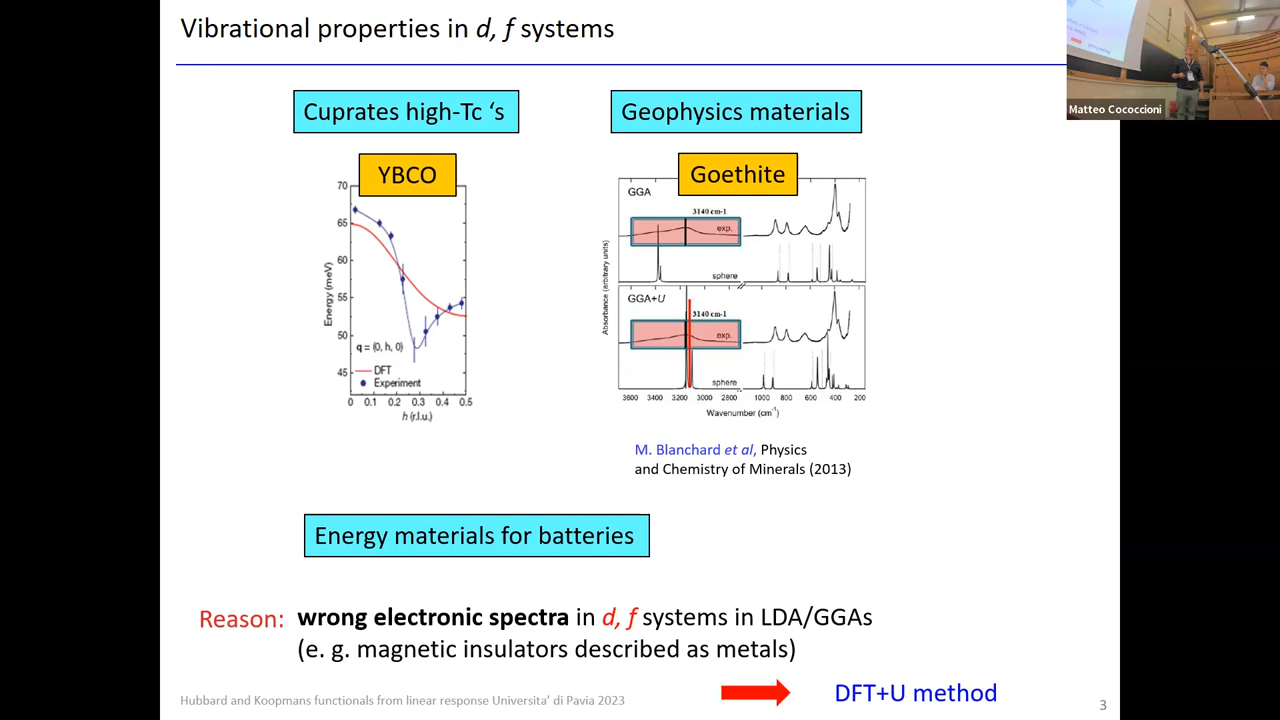 Vibrational properties in d, f systems
Matteo Cococcioni
Cuprates high-Tc ‘s
Geophysics materials
YBCO
Goethite
70
65
60
55
50
45
Energy (meV)
q = (0, h, 0)
DFT
Experiment
0 0.1 0.2 0.3 0.4 0.5
h (r.l.u.)
GGA
3140 cm-1
exp.
sphere
GGA+U
3140 cm-1
exp.
sphere
Absorbance (arbitrary units)
3600 3400 3200 3000 2800 1000 800 600 400 200
Wavenumber (cm-1)
M. Blanchard et al, Physics
and Chemistry of Minerals (2013)
Energy materials for batteries
Reason: wrong electronic spectra in d, f systems in LDA/GGAs
(e. g. magnetic insulators described as metals)
DFT+U method
Hubbard and Koopmans functionals from linear response Universita’ di Pavia 2023
3